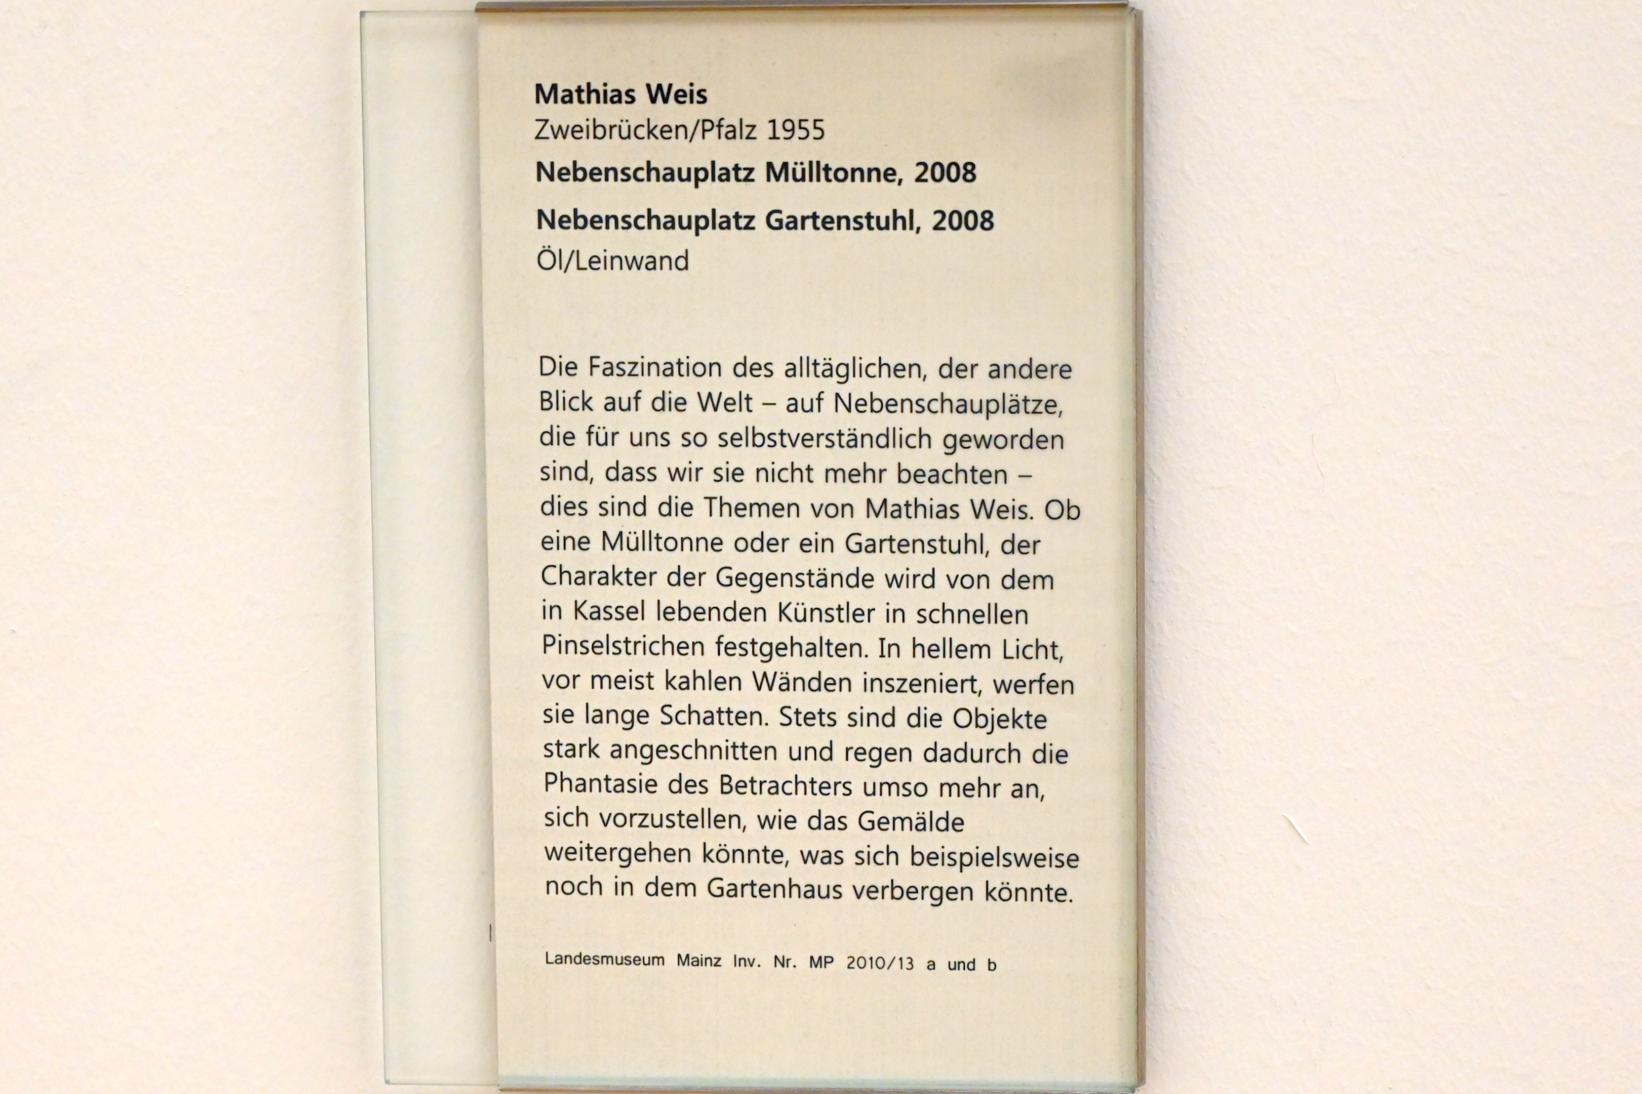 Mathias Weis
Zweibrücken/Pfalz 1955
Nebenschauplatz Mülltonne, 2008
Nebenschauplatz Gartenstuhl, 2008
Öl/Leinwand
Die Faszination des alltäglichen, der andere
Blick auf die Welt – auf Nebenschauplätze,
die für uns so selbstverständlich geworden
sind, dass wir sie nicht mehr beachten –
dies sind die Themen von Mathias Weis. Ob
eine Mülltonne oder ein Gartenstuhl, der
Charakter der Gegenstände wird von dem
in Kassel lebenden Künstler in schnellen
Pinselstrichen festgehalten. In hellem Licht,
vor meist kahlen Wänden inszeniert, werfen
sie lange Schatten. Stets sind die Objekte
stark angeschnitten und regen dadurch die
Phantasie des Betrachters umso mehr an,
sich vorzustellen, wie das Gemälde
weitergehen könnte, was sich beispielsweise
noch in dem Gartenhaus verbergen könnte.
Landesmuseum Mainz Inv. Nr. MP 2010/13 a und b